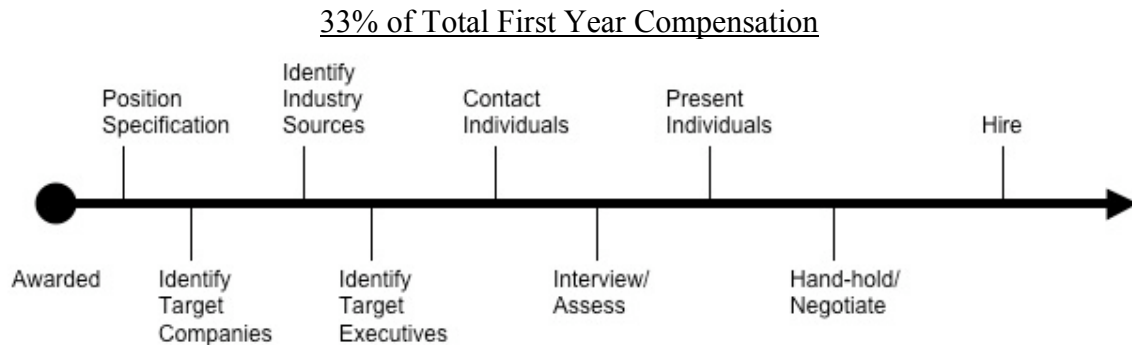 33% of Total First Year Compensation
Position
Specification
Identify
Industry
Sources
Contact
Individuals
Present
Individuals
Hire
Awarded
Identify
Target
Companies
Identify
Target
Executives
Interview/
Assess
Hand-hold/
Negotiate